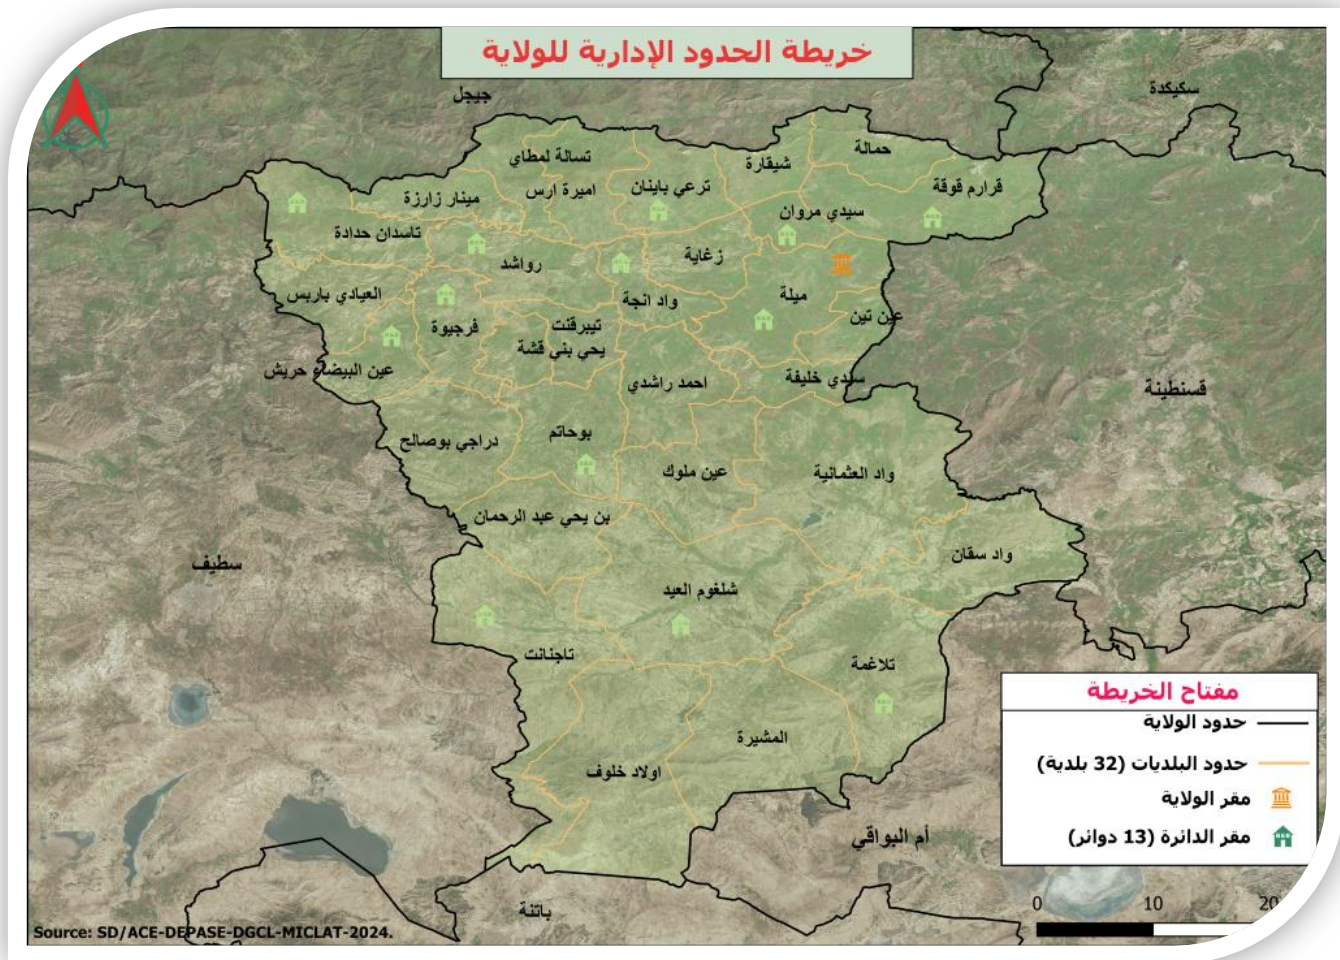 خريطة الحدود الإدارية للولاية
سكيكدة
جيجل
حمالة
تسالة لمطاي
شيقارة
قرارم قوقة
ترعي باينان
اميرة ارس
مينار زارزة
سيدي مروان
تاسدان حدادة
زغاية
رواشد
العيادي باربس
ميلة
واد انجة
عين تين
فرجيوة
تيبرقنت
يحي بني قشة
عين البيضاء حريش
سيدي خليفة
احمد راشدي
قسنطينة
بوحاتم
دراجي بوصالح
عين ملوك
واد العثمانية
بن يحي عبد الرحمان
واد سقان
سطيف
شلغوم العيد
تاجنانت
تلاغمة
المشيرة
اولاد خلوف
أم البواقي
باتنة
مفتاح الخريطة
حدود الولاية
حدود البلديات (32 بلدية)
مقر الولاية
مقر الدائرة (13 دوائر)
0 10 20
Source: SD/ACE-DEPASE-DGCL-MICLAT-2024.